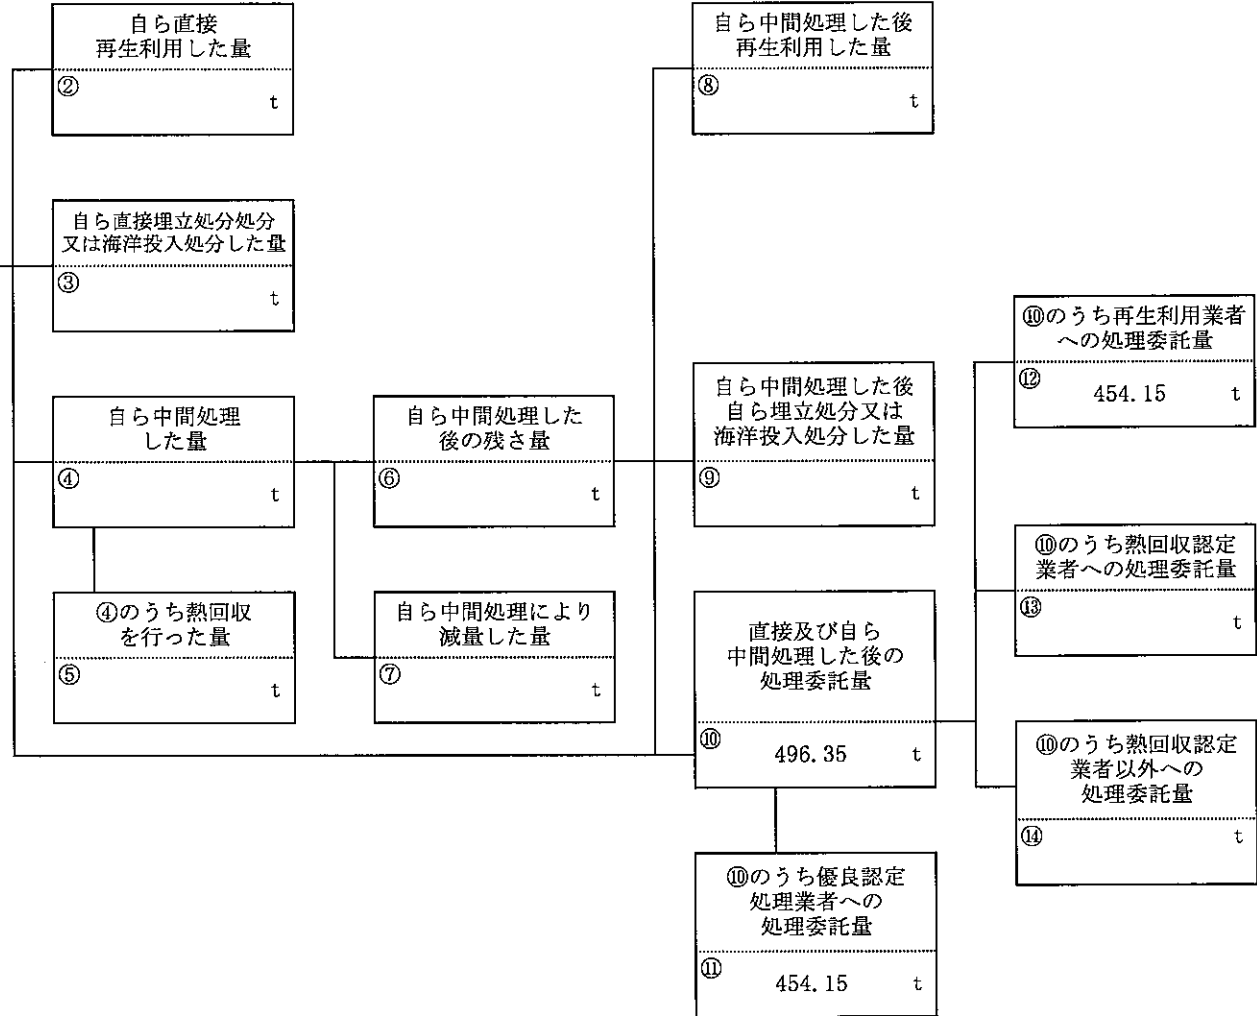 自ら直接
再生利用した量
②
t
自ら直接埋立処分処分
又は海洋投入処分した量
③
t
自ら中間処理
した量
④
t
④のうち熱回収
を行った量
⑤
t
自ら中間処理した
後の残さ量
⑥
t
自ら中間処理により
減量した量
⑦
t
自ら中間処理した後
再生利用した量
⑧
t
自ら中間処理した後
自ら埋立処分又は
海洋投入処分した量
⑨
t
直接及び自ら
中間処理した後の
処理委託量
⑩ 496.35 t
⑩のうち優良認定
処理業者への
処理委託量
⑪ 454.15 t
⑩のうち再生利用業者
への処理委託量
⑫ 454.15 t
⑩のうち熱回収認定
業者への処理委託量
⑬
t
⑩のうち熱回収認定
業者以外への
処理委託量
⑭ t